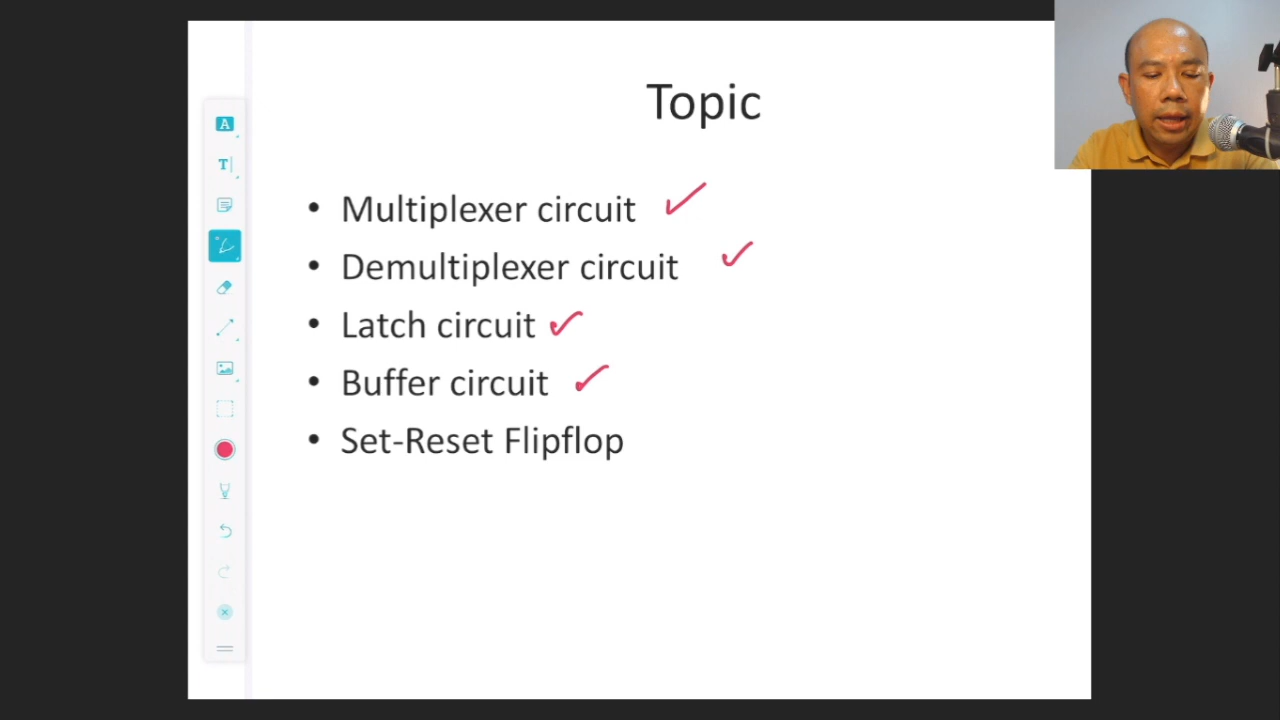 Topic
• Multiplexer circuit
• Demultiplexer circuit
• Latch circuit
• Buffer circuit
• Set-Reset Flipflop
A
T